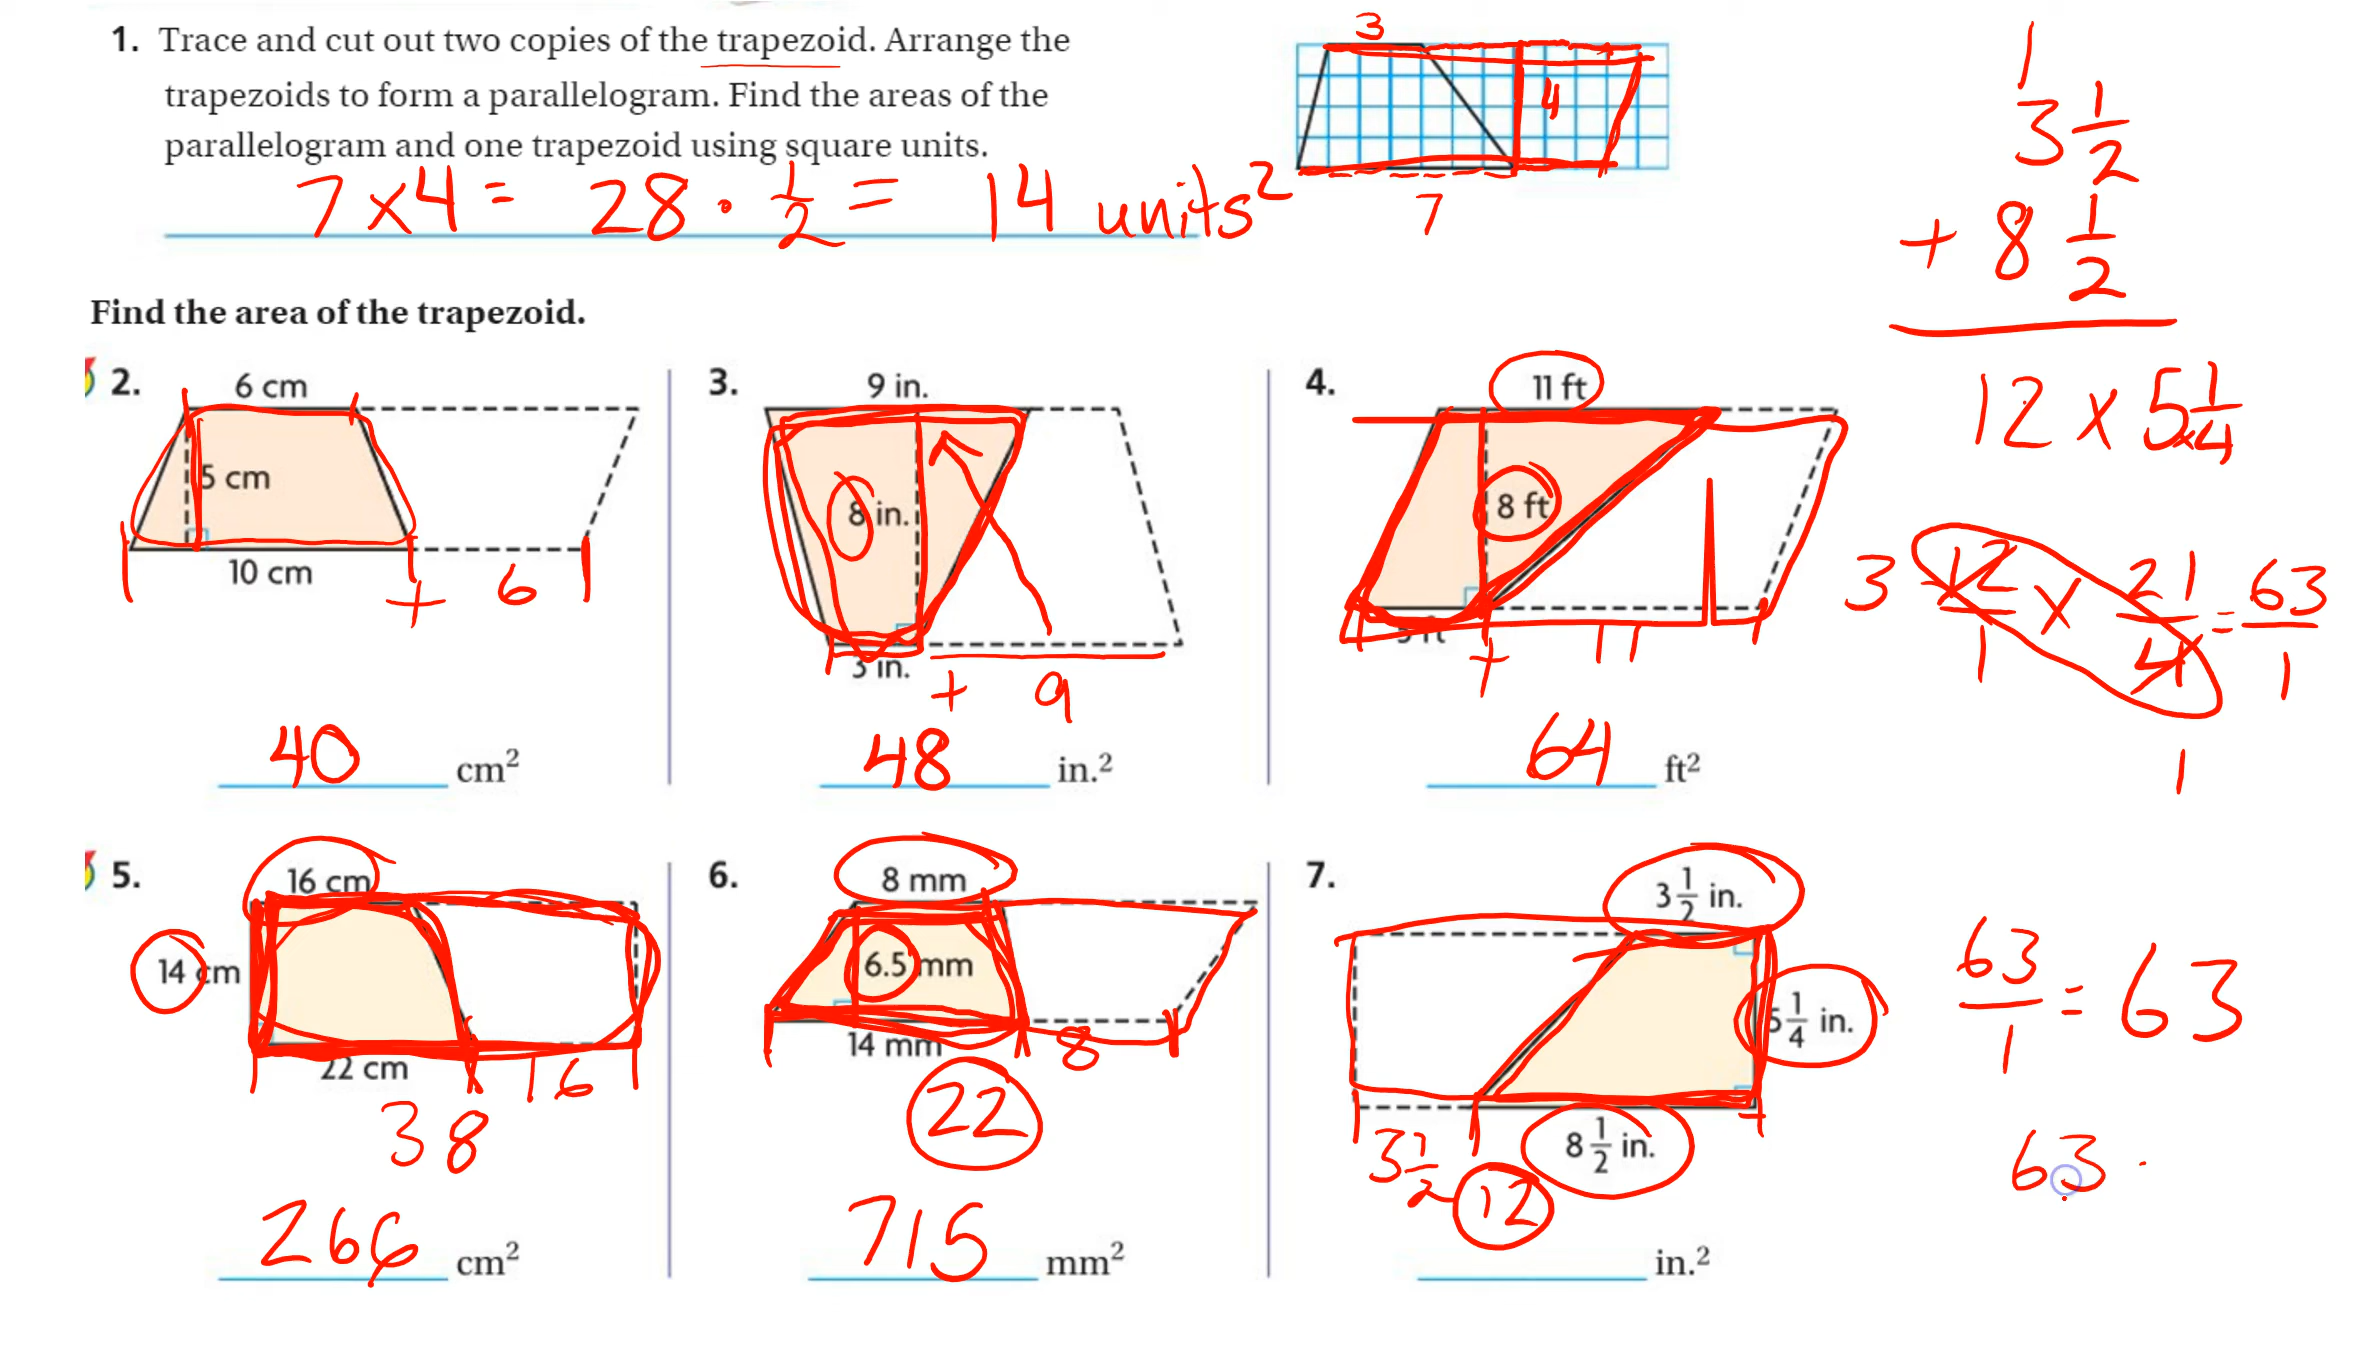 1. Trace and cut out two copies of the trapezoid. Arrange the
trapezoids to form a parallelogram. Find the areas of the
parallelogram and one trapezoid using square units.
7 x 4 = 28 · 1/2 = 14 units²
3
4
7
1
3 1/2
+ 8 1/2
12 x 5 1/4
3 12/1 x 21/4 = 63/1
1
63/1 = 63
63 ·
Find the area of the trapezoid.
2.
6 cm
5 cm
10 cm
+ 6
40 cm²
3.
9 in.
8 in.
3 in.
+ 9
48 in.²
4.
11 ft
8 ft
5 ft
+ 11
64 ft²
5.
16 cm
14 cm
22 cm
16
38
266 cm²
6.
8 mm
6.5 mm
14 mm
8
22
715 mm²
7.
3 1/2 in.
5 1/4 in.
8 1/2 in.
3 1/2
12
in.²